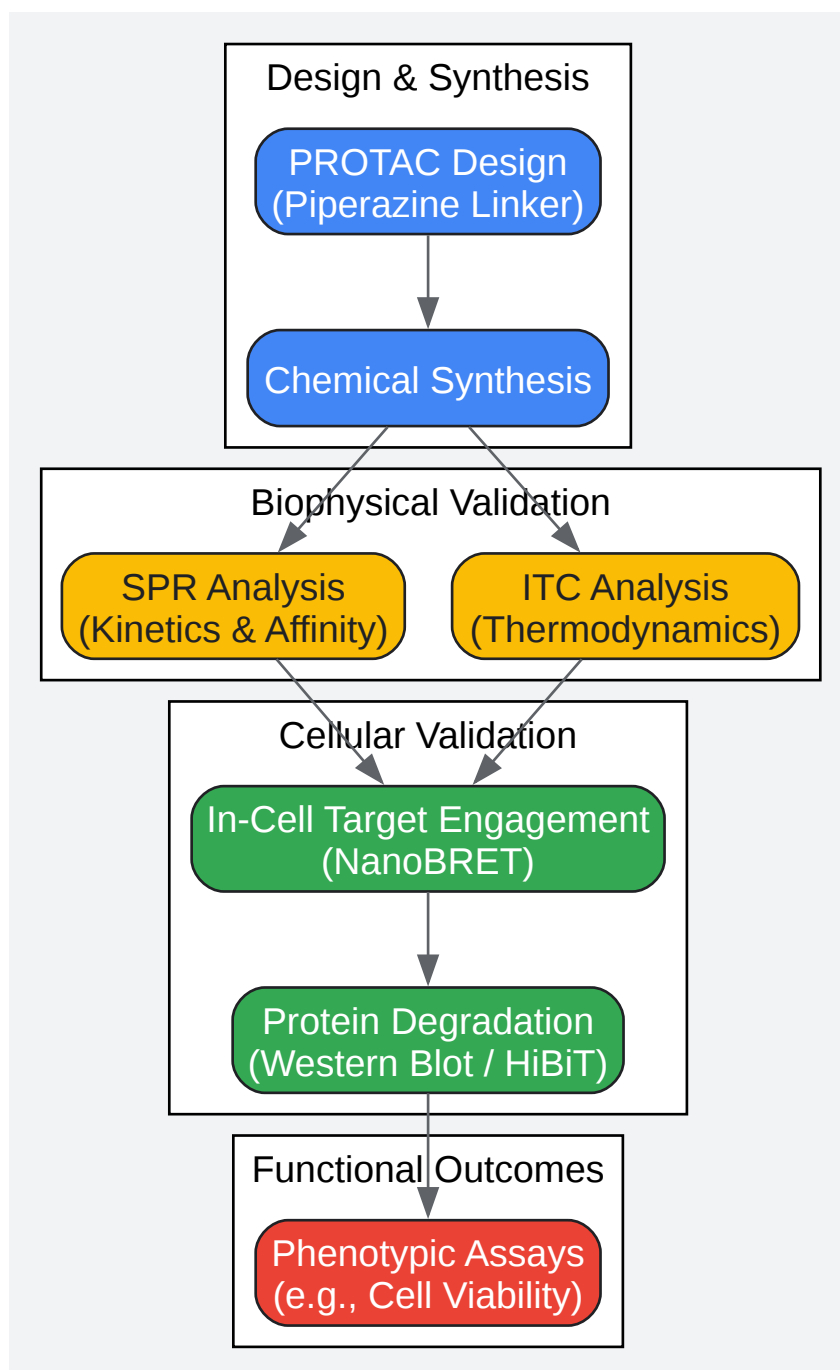 Design & Synthesis
PROTAC Design
(Piperazine Linker)
Chemical Synthesis
Biophysical Validation
SPR Analysis
(Kinetics & Affinity)
ITC Analysis
(Thermodynamics)
Cellular Validation
In-Cell Target Engagement
(NanoBRET)
Protein Degradation
(Western Blot / HiBiT)
Functional Outcomes
Phenotypic Assays
(e.g., Cell Viability)